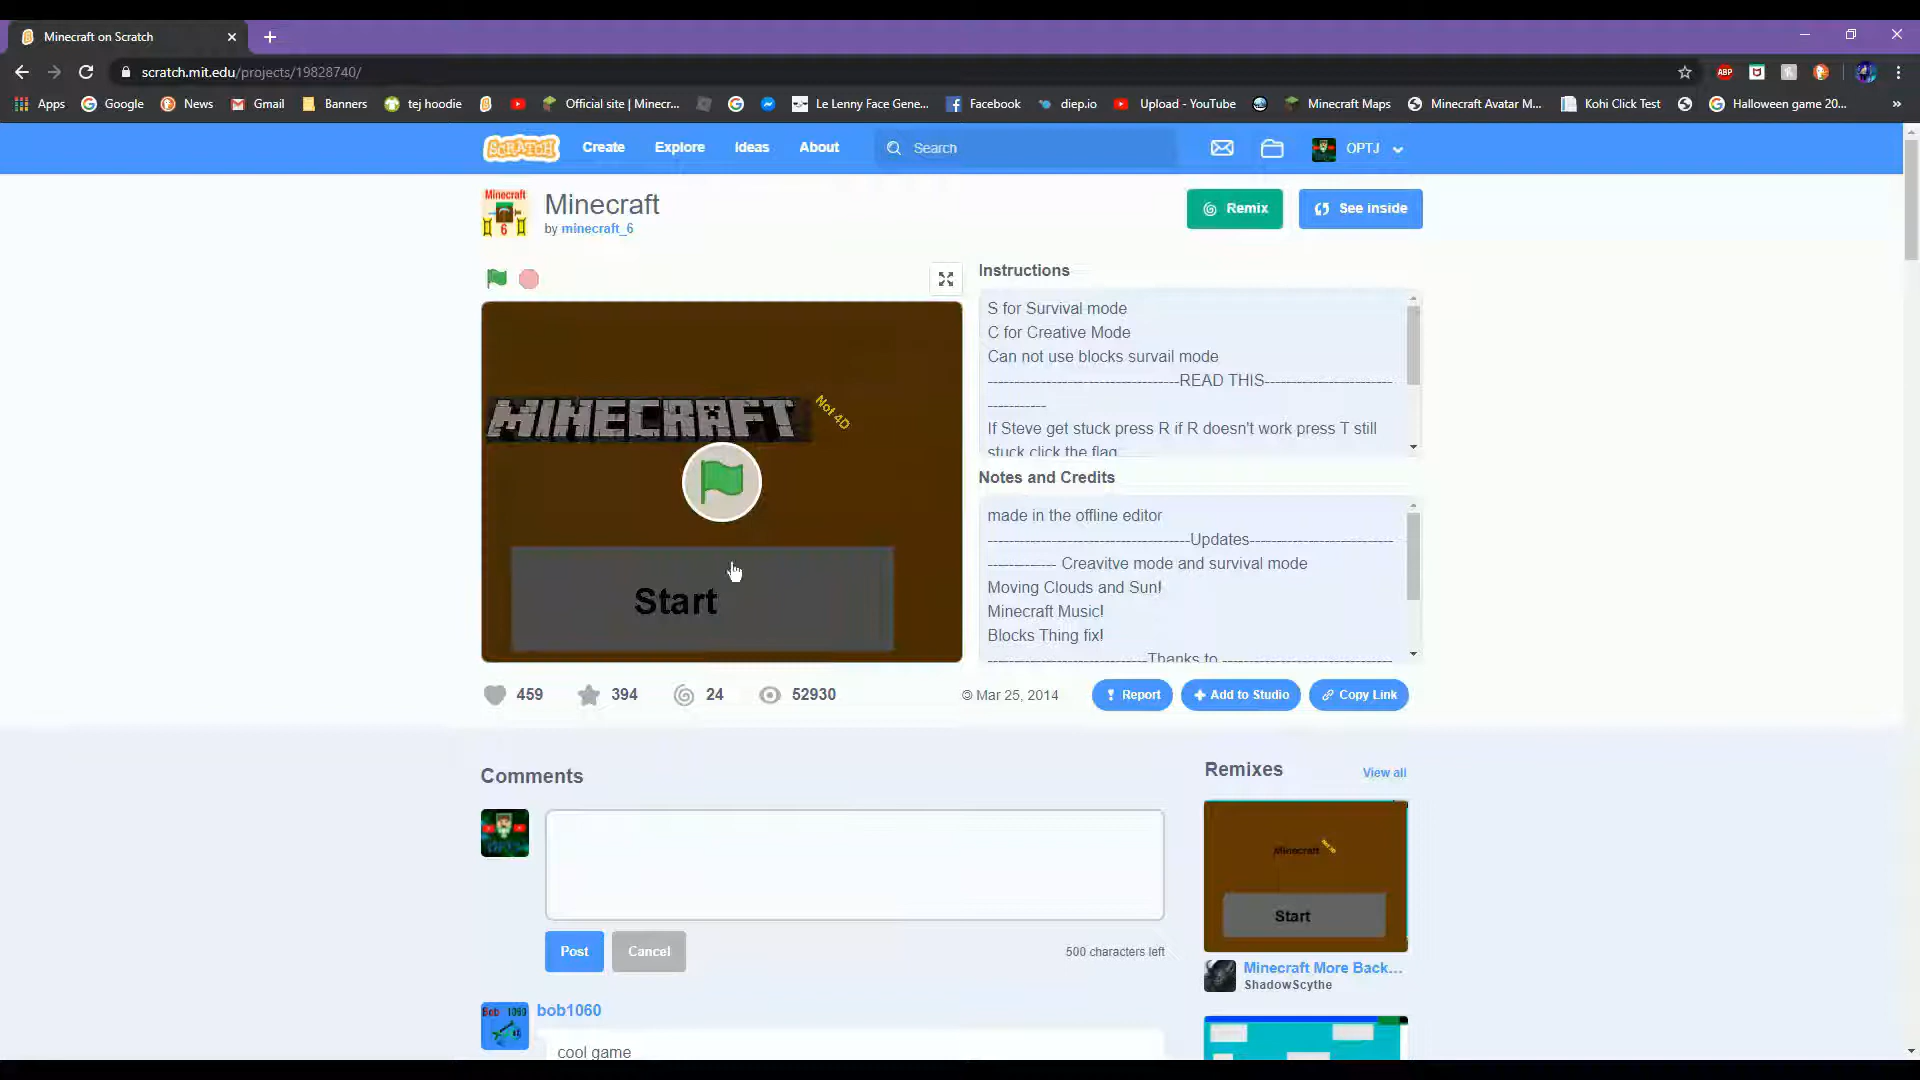 Minecraft on Scratch
scratch.mit.edu/projects/19828740/
ABP
Apps Google News Gmail Banners tej hoodie Official site | Minecr... Le Lenny Face Gene... Facebook diep.io Upload - YouTube Minecraft Maps Minecraft Avatar M... Kohi Click Test Halloween game 20... »
SCRATCH Create Explore Ideas About Search OPTJ
Minecraft
6
Minecraft
by minecraft_6
Remix
See inside
MINECRAFT
Not 4D
Start
Instructions
S for Survival mode
C for Creative Mode
Can not use blocks survail mode
------------------------------------READ THIS------------------------
-----------
If Steve get stuck press R if R doesn't work press T still
stuck click the flag
Notes and Credits
made in the offline editor
--------------------------------------Updates---------------------------
------------- Creavitve mode and survival mode
Moving Clouds and Sun!
Minecraft Music!
Blocks Thing fix!
------------------------------Thanks to --------------------------------
459 394 24 52930
© Mar 25, 2014
Report
Add to Studio
Copy Link
Comments
Post
Cancel
500 characters left
Bob 1060
bob1060
cool game
Remixes
View all
Minecraft
Start
Minecraft More Back...
ShadowScythe